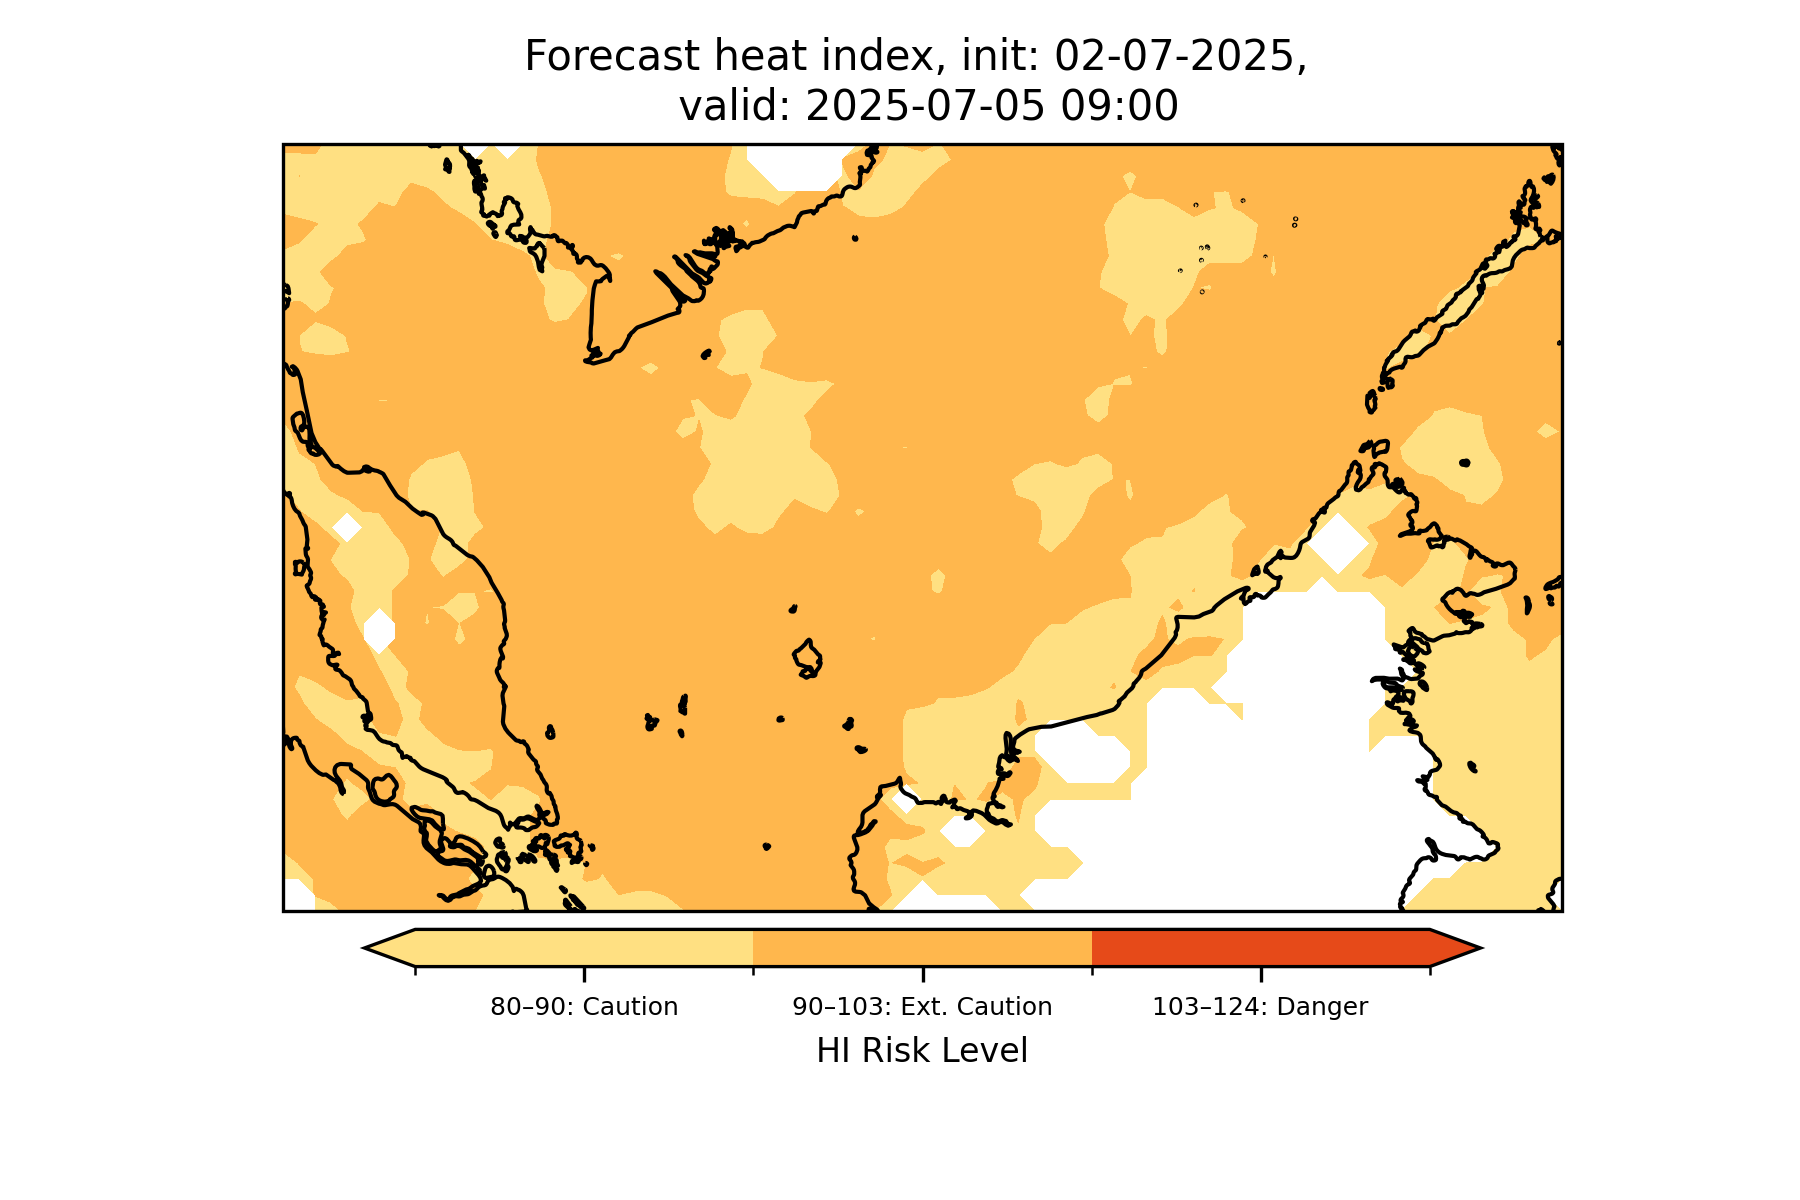 Forecast heat index, init: 02-07-2025,
valid: 2025-07-05 09:00
80–90: Caution
90–103: Ext. Caution
103–124: Danger
HI Risk Level